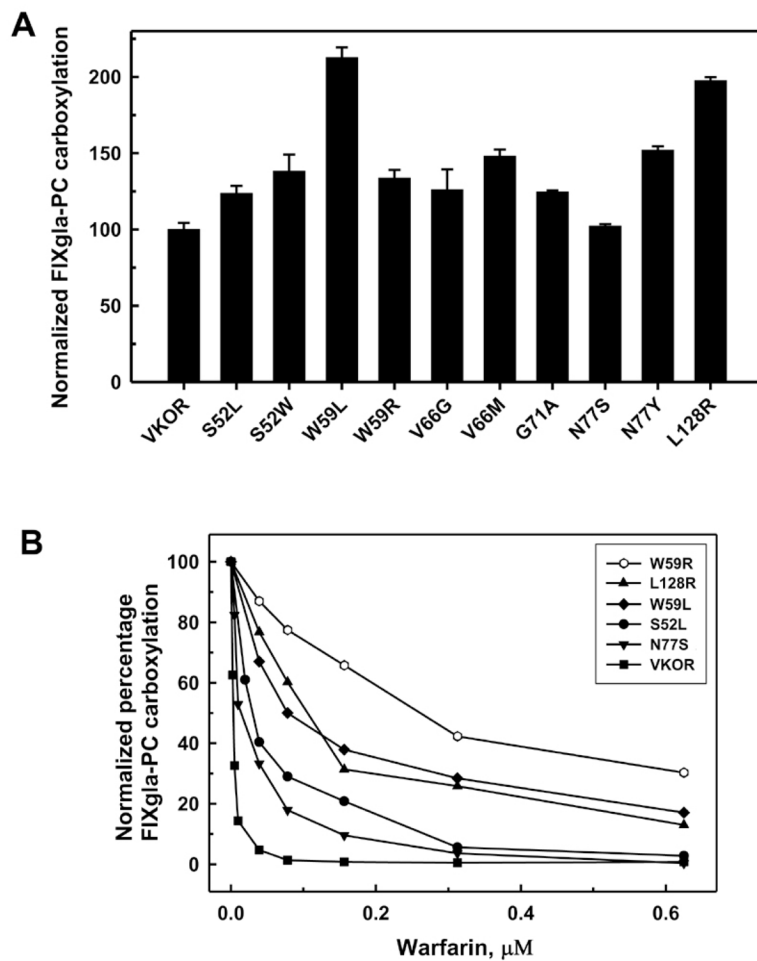 A
Normalized FIXgla-PC carboxylation
200
150
100
50
0
VKOR
S52L
S52W
W59L
W59R
V66G
V66M
G71A
N77S
N77Y
L128R
B
Normalized percentage
FIXgla-PC carboxylation
100
80
60
40
20
0
W59R
L128R
W59L
S52L
N77S
VKOR
0.0
0.2
0.4
0.6
Warfarin, μM